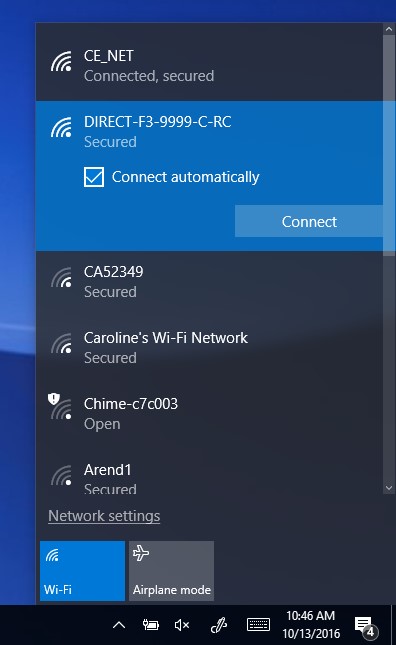 CE_NET
Connected, secured
DIRECT-F3-9999-C-RC
Secured
Connect automatically
Connect
CA52349
Secured
Caroline's Wi-Fi Network
Secured
Chime-c7c003
Open
Arend1
Secured
Network settings
Wi-Fi
Airplane mode
10:46 AM
10/13/2016
4